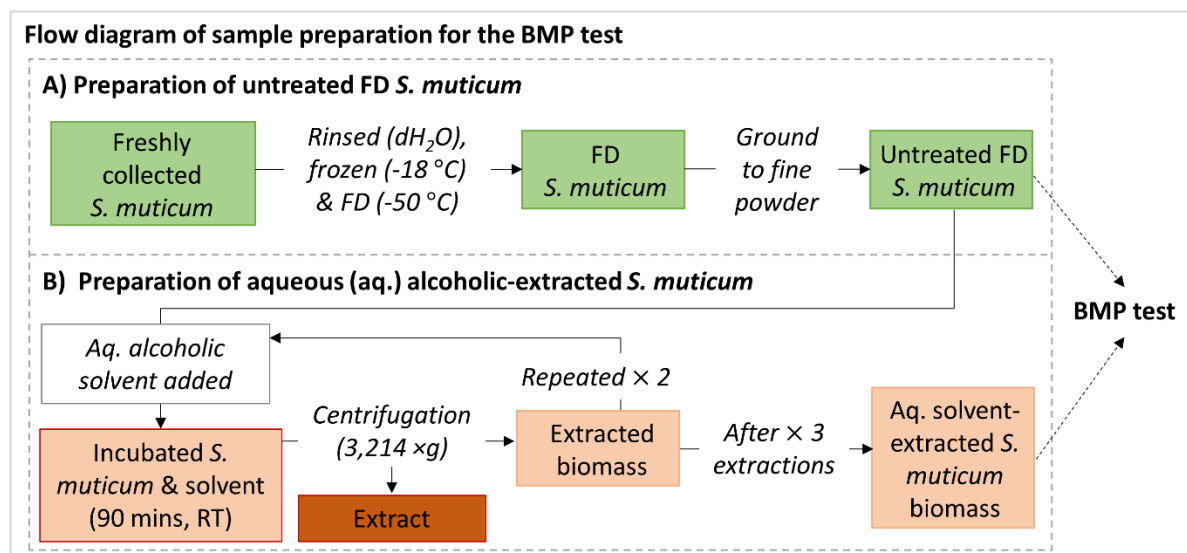 Flow diagram of sample preparation for the BMP test
A) Preparation of untreated FD S. muticum
Freshly
collected
S. muticum
Rinsed (dH₂O),
frozen (-18 °C)
& FD (-50 °C)
FD
S. muticum
Ground
to fine
powder
Untreated FD
S. muticum
BMP test
B) Preparation of aqueous (aq.) alcoholic-extracted S. muticum
Aq. alcoholic
solvent added
Incubated S.
muticum & solvent
(90 mins, RT)
Centrifugation
(3,214 ×g)
Extract
Repeated × 2
Extracted
biomass
After × 3
extractions
Aq. solvent-
extracted S.
muticum
biomass